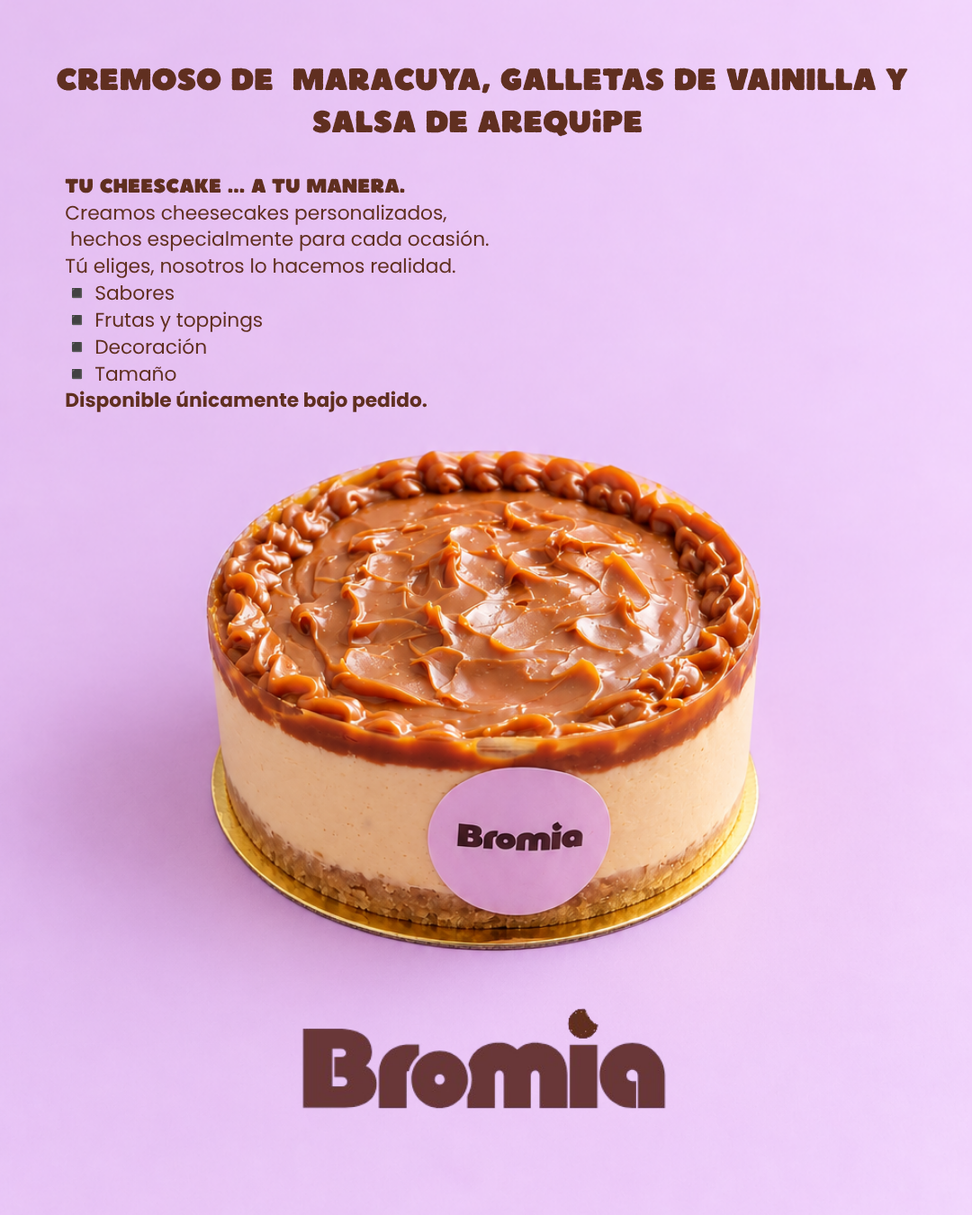 CREMOSO DE  MARACUYA, GALLETAS DE VAINILLA Y
SALSA DE AREQUiPE
TU CHEESCAKE ... A TU MANERA.
Creamos cheesecakes personalizados,
hechos especialmente para cada ocasión.
Tú eliges, nosotros lo hacemos realidad.
▪ Sabores
▪ Frutas y toppings
▪ Decoración
▪ Tamaño
Disponible únicamente bajo pedido.
Bromia
Bromia